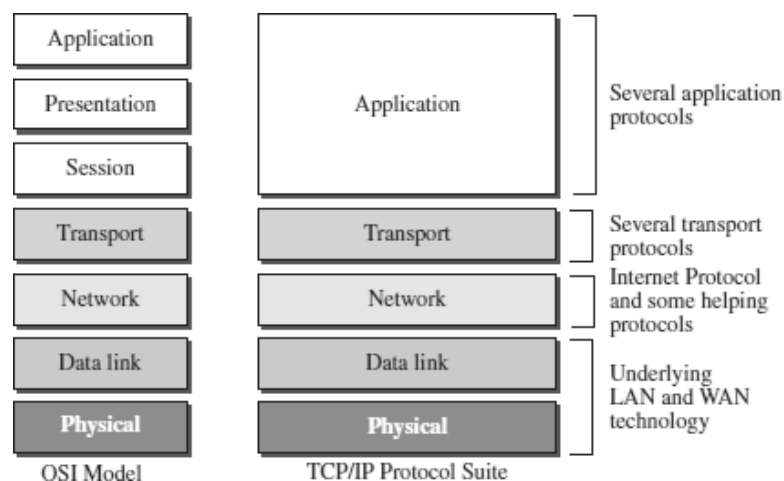 Application
Presentation
Session
Transport
Network
Data link
Physical
OSI Model
Application
Transport
Network
Data link
Physical
TCP/IP Protocol Suite
Several application
protocols
Several transport
protocols
Internet Protocol
and some helping
protocols
Underlying
LAN and WAN
technology